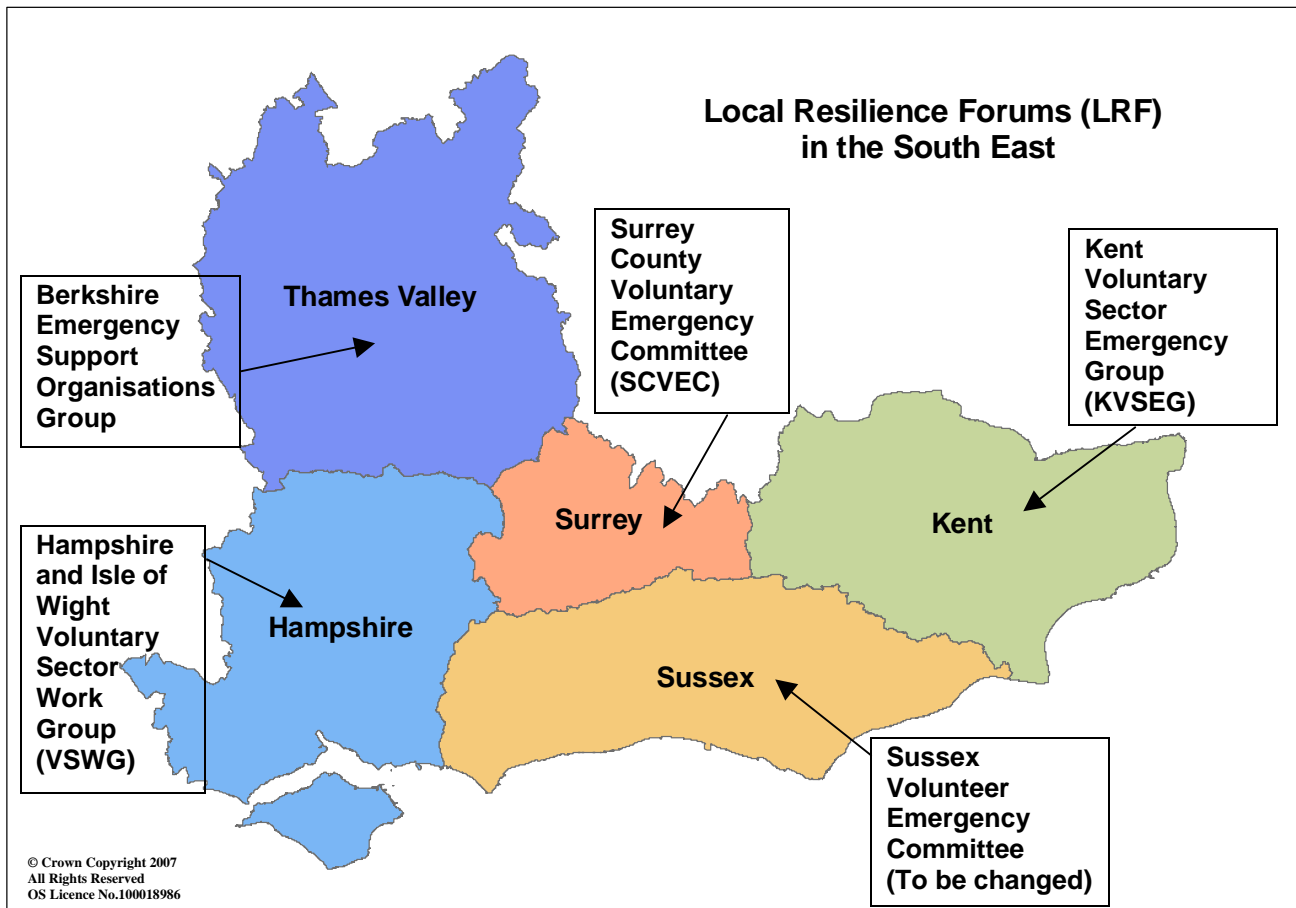 Local Resilience Forums (LRF)
in the South East
Surrey
County
Voluntary
Emergency
Committee
(SCVEC)
Kent
Voluntary
Sector
Emergency
Group
(KVSEG)
Berkshire
Emergency
Support
Organisations
Group
Thames Valley
Surrey
Kent
Hampshire
and Isle of
Wight
Voluntary
Sector
Work
Group
(VSWG)
Hampshire
Sussex
Sussex
Volunteer
Emergency
Committee
(To be changed)
© Crown Copyright 2007
All Rights Reserved
OS Licence No.100018986